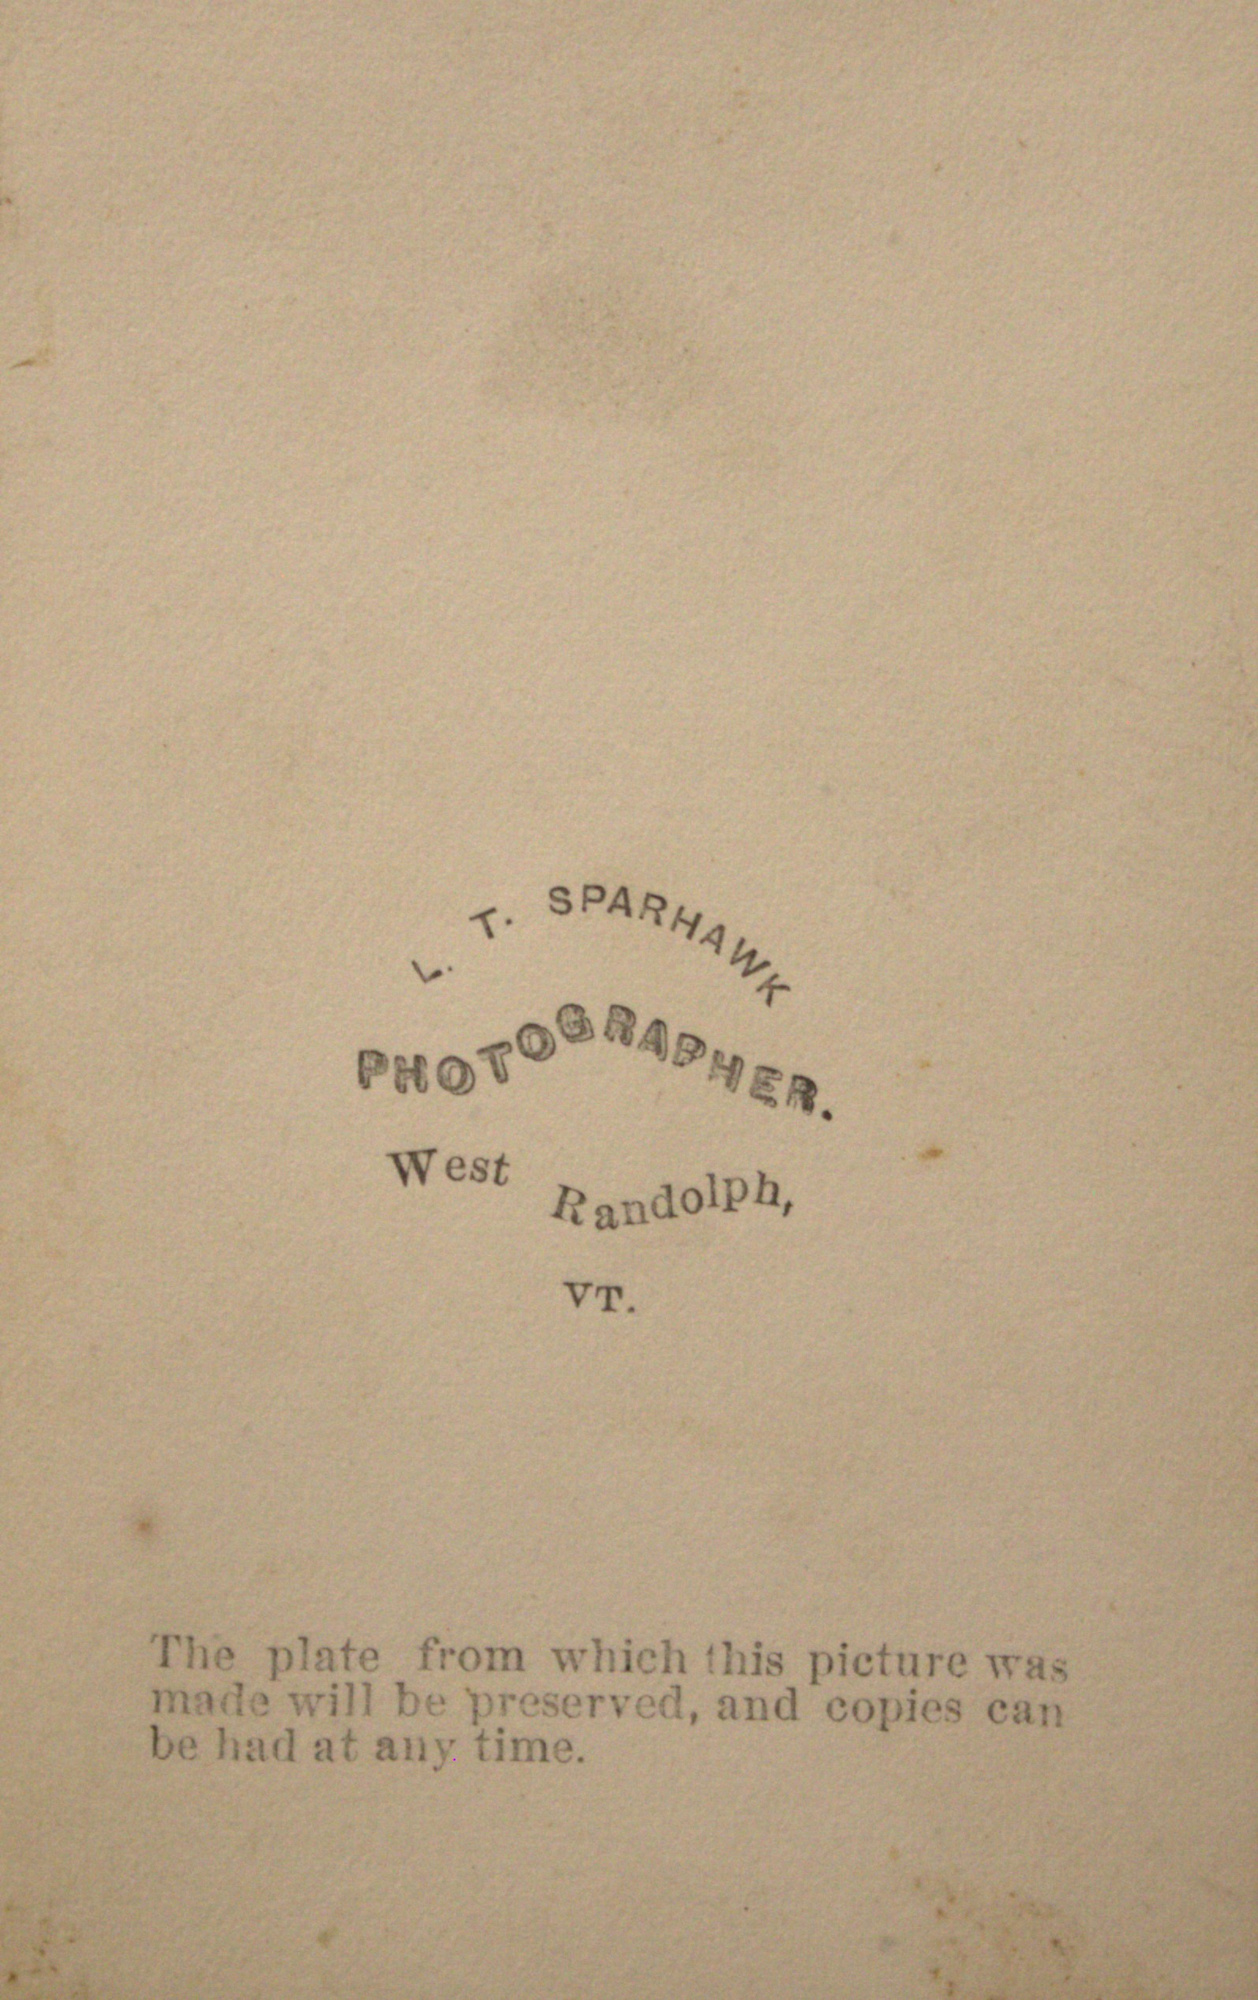 L. T. SPARHAWK
PHOTOGRAPHER.
West Randolph,
VT.
The plate from which this picture was
made will be preserved, and copies can
be had at any time.